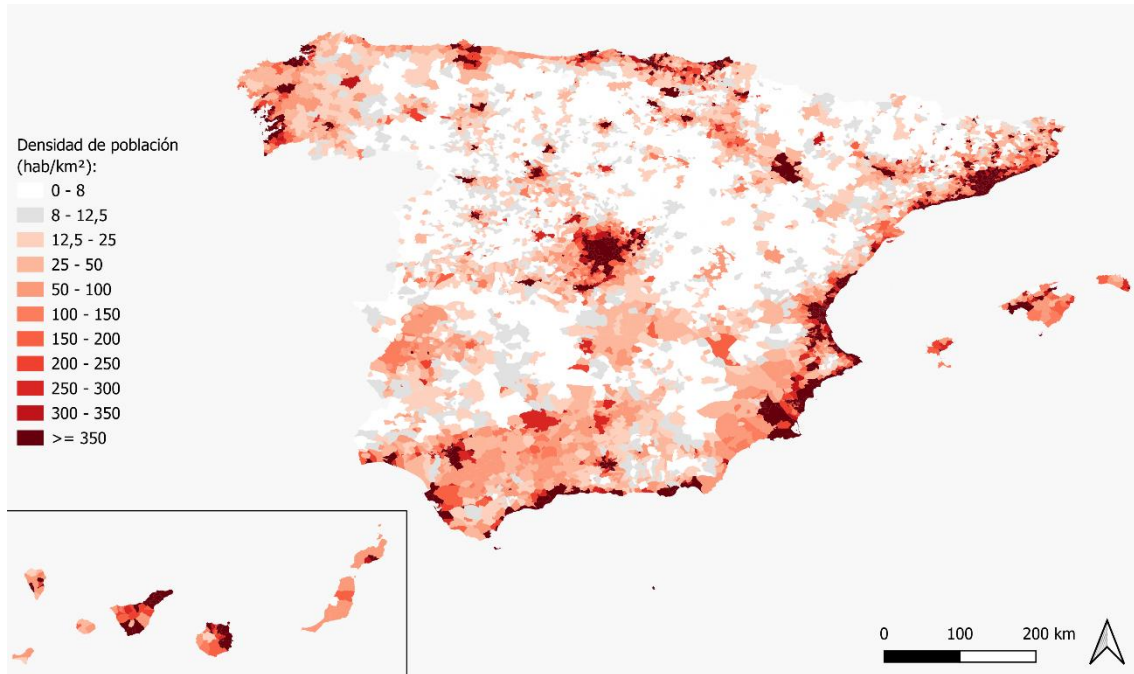 Densidad de población
(hab/km²):
0 - 8
8 - 12,5
12,5 - 25
25 - 50
50 - 100
100 - 150
150 - 200
200 - 250
250 - 300
300 - 350
>= 350
0 100 200 km